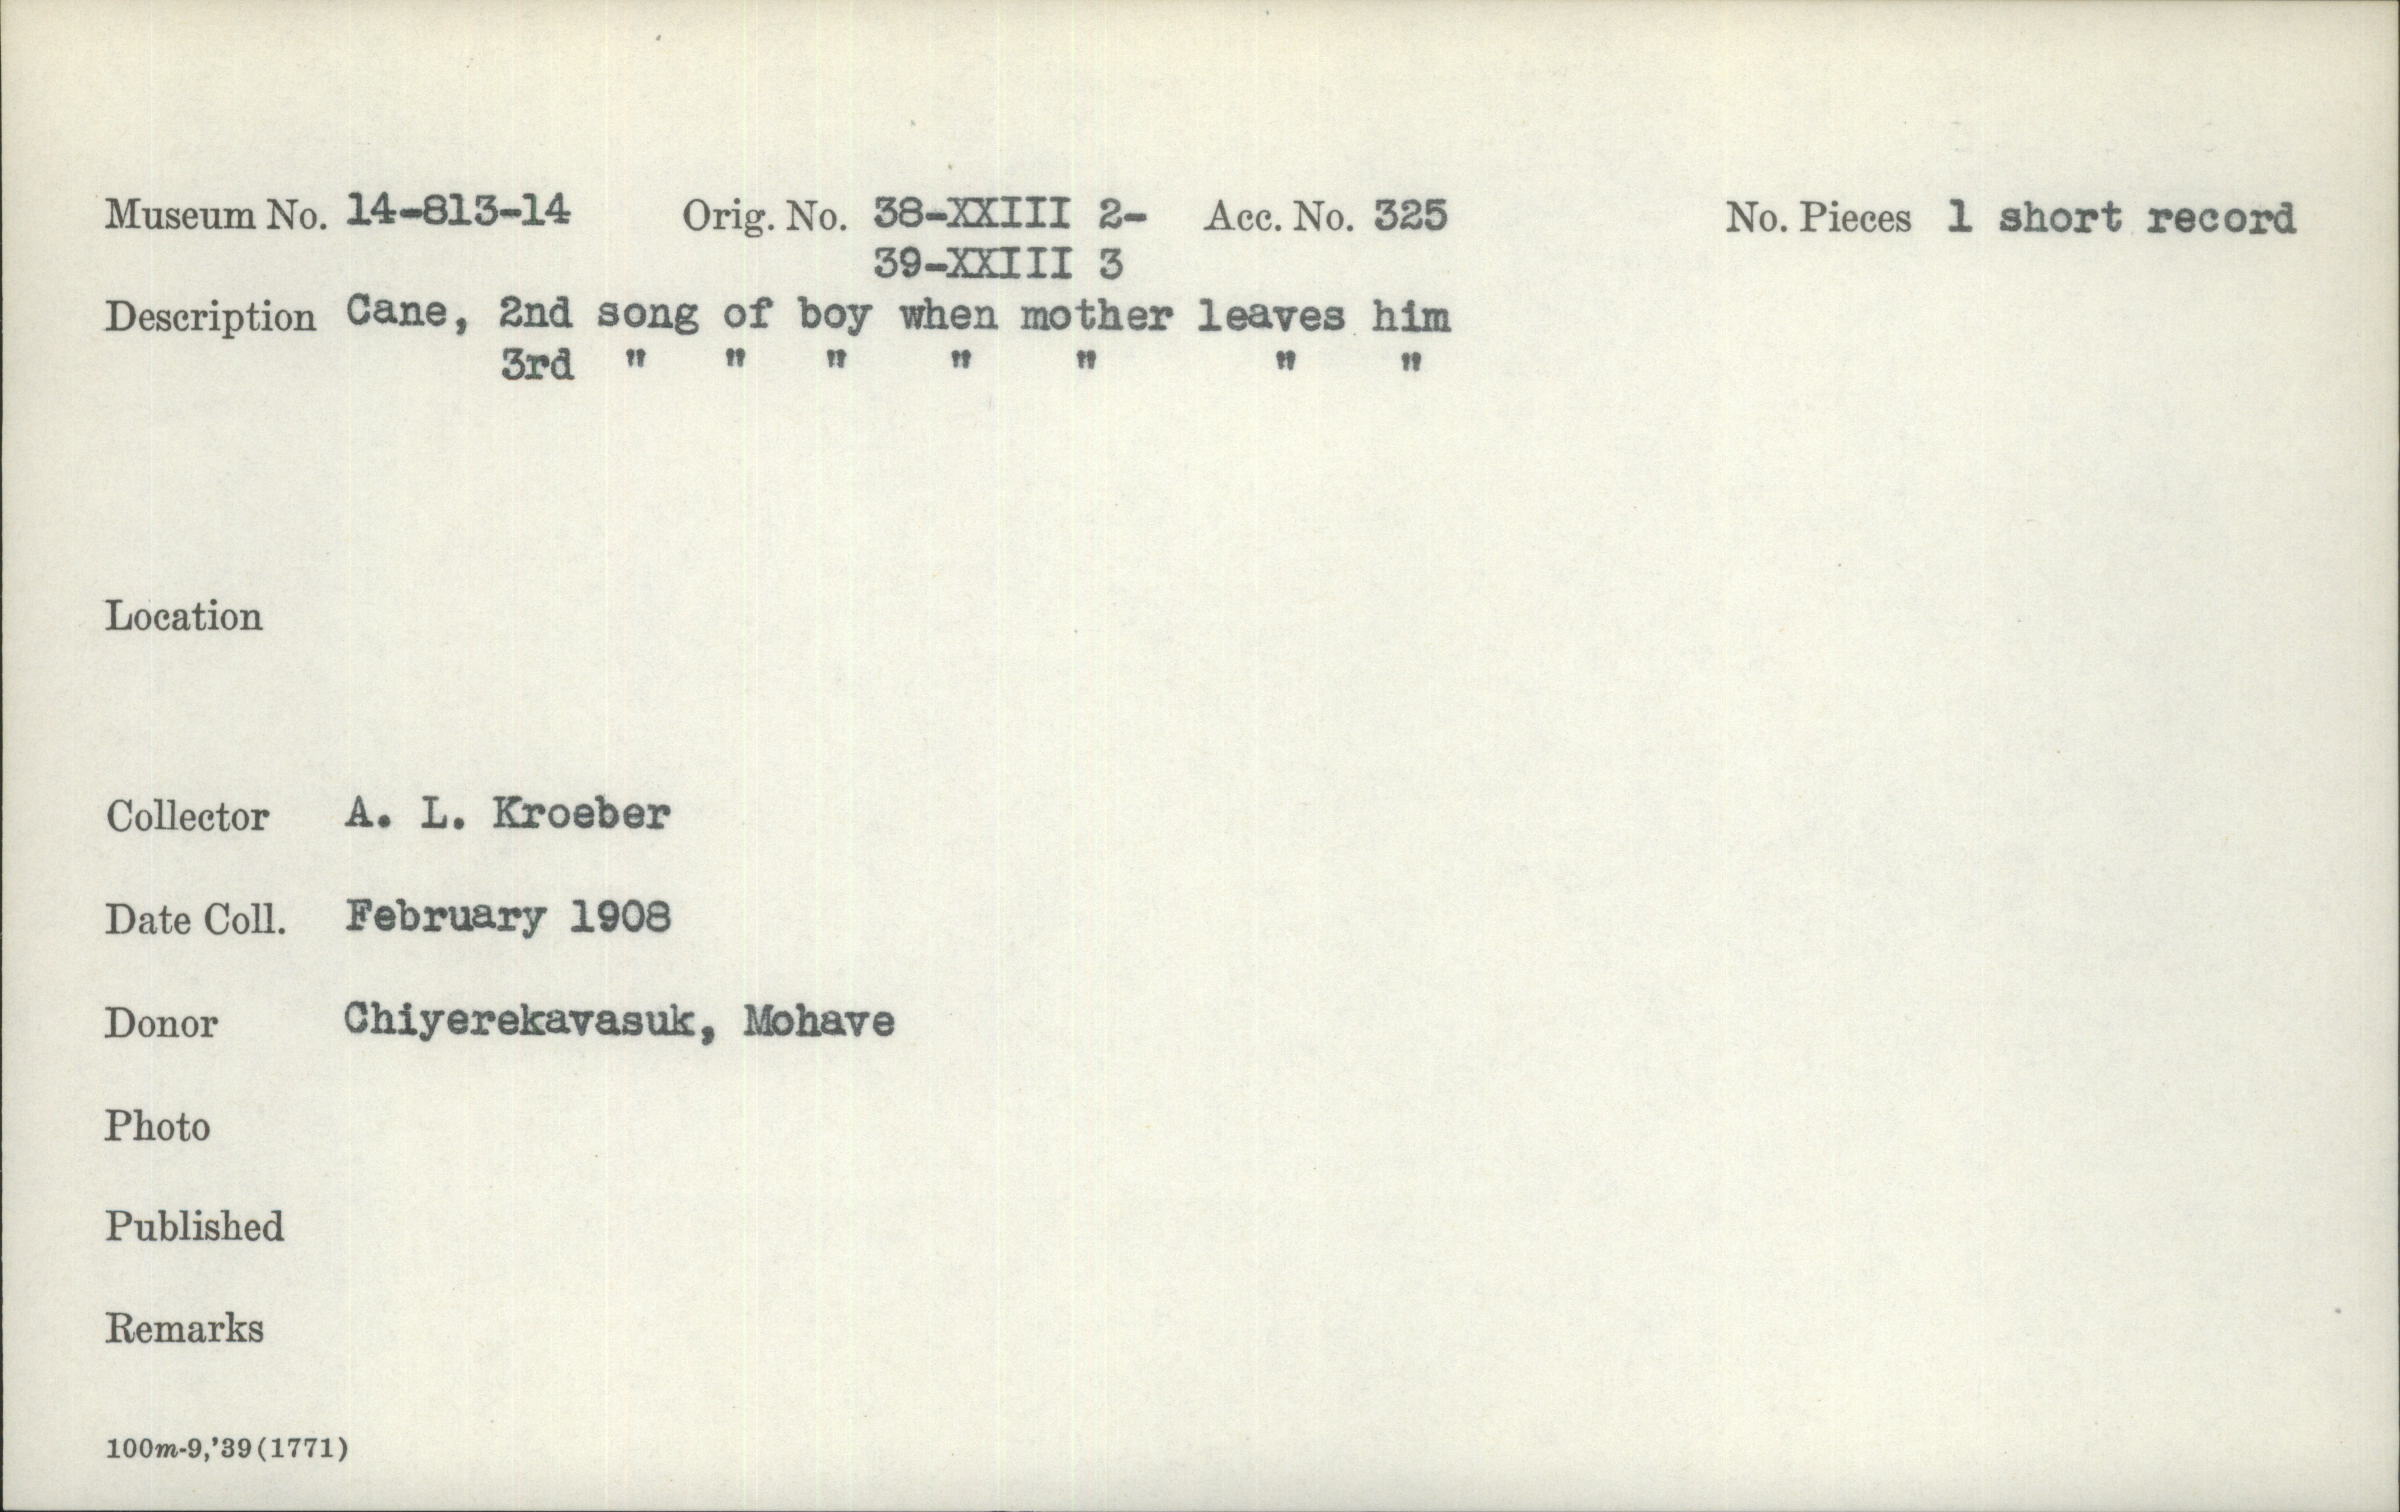 Museum No. 14-813-14 Orig. No. 38-XXIII 2- Acc. No. 325 No. Pieces 1 short record
39-XXIII 3
Description Cane, 2nd song of boy when mother leaves him
3rd " " " " " " "
Location
Collector A. L. Kroeber
Date Coll. February 1908
Donor Chiyerekavasuk, Mohave
Photo
Published
Remarks
100m-9,'39(1771)